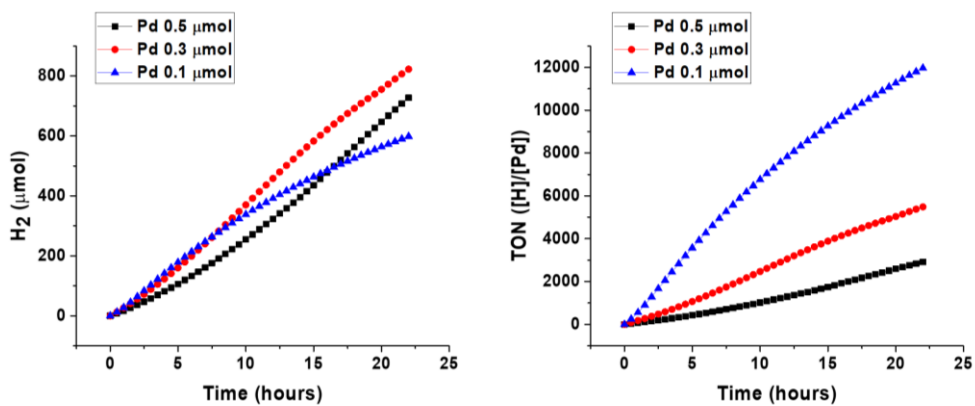 Pd 0.5 μmol
Pd 0.3 μmol
Pd 0.1 μmol
800
600
400
200
0
H2 (μmol)
0 5 10 15 20 25
Time (hours)
Pd 0.5 μmol
Pd 0.3 μmol
Pd 0.1 μmol
12000
10000
8000
6000
4000
2000
0
TON ([H]/[Pd])
0 5 10 15 20 25
Time (hours)